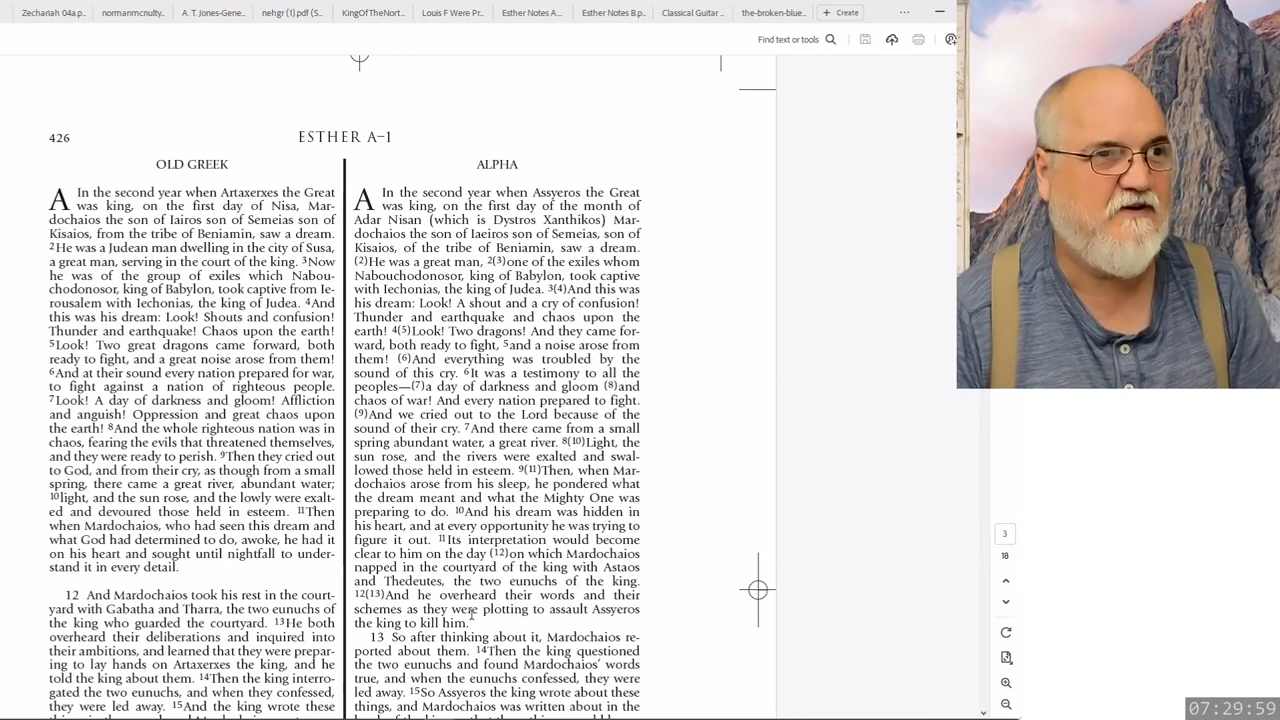 Zechariah 04a.p...
normanmcnulty...
A. T. Jones-Gene...
nehgr (1).pdf (S...
KingOfTheNort...
Louis F Were Pr...
Esther Notes A...
Esther Notes B.p...
Classical Guitar ...
the-broken-blue...
Create
Find text or tools
426
ESTHER A–1
OLD GREEK
A In the second year when Artaxerxes the Great
was king, on the first day of Nisa, Mar-
dochaios the son of Iairos son of Semeias son of
Kisaios, from the tribe of Beniamin, saw a dream.
2He was a Judean man dwelling in the city of Susa,
a great man, serving in the court of the king. 3Now
he was of the group of exiles which Nabou-
chodonosor, king of Babylon, took captive from Ie-
rousalem with Iechonias, the king of Judea. 4And
this was his dream: Look! Shouts and confusion!
Thunder and earthquake! Chaos upon the earth!
5Look! Two great dragons came forward, both
ready to fight, and a great noise arose from them!
6And at their sound every nation prepared for war,
to fight against a nation of righteous people.
7Look! A day of darkness and gloom! Affliction
and anguish! Oppression and great chaos upon
the earth! 8And the whole righteous nation was in
chaos, fearing the evils that threatened themselves,
and they were ready to perish. 9Then they cried out
to God, and from their cry, as though from a small
spring, there came a great river, abundant water;
10light, and the sun rose, and the lowly were exalt-
ed and devoured those held in esteem. 11Then
when Mardochaios, who had seen this dream and
what God had determined to do, awoke, he had it
on his heart and sought until nightfall to under-
stand it in every detail.
12 And Mardochaios took his rest in the court-
yard with Gabatha and Tharra, the two eunuchs of
the king who guarded the courtyard. 13He both
overheard their deliberations and inquired into
their ambitions, and learned that they were prepar-
ing to lay hands on Artaxerxes the king, and he
told the king about them. 14Then the king interro-
gated the two eunuchs, and when they confessed,
they were led away. 15And the king wrote these
ALPHA
A In the second year when Assyeros the Great
was king, on the first day of the month of
Adar Nisan (which is Dystros Xanthikos) Mar-
dochaios the son of Iaeiros son of Semeias, son of
Kisaios, of the tribe of Beniamin, saw a dream.
(2)He was a great man, 2(3)one of the exiles whom
Nabouchodonosor, king of Babylon, took captive
with Iechonias, the king of Judea. 3(4)And this was
his dream: Look! A shout and a cry of confusion!
Thunder and earthquake and chaos upon the
earth! 4(5)Look! Two dragons! And they came for-
ward, both ready to fight, 5and a noise arose from
them! (6)And everything was troubled by the
sound of this cry. 6It was a testimony to all the
peoples—(7)a day of darkness and gloom (8)and
chaos of war! And every nation prepared to fight.
(9)And we cried out to the Lord because of the
sound of their cry. 7And there came from a small
spring abundant water, a great river. 8(10)Light, the
sun rose, and the rivers were exalted and swal-
lowed those held in esteem. 9(11)Then, when Mar-
dochaios arose from his sleep, he pondered what
the dream meant and what the Mighty One was
preparing to do. 10And his dream was hidden in
his heart, and at every opportunity he was trying to
figure it out. 11Its interpretation would become
clear to him on the day (12)on which Mardochaios
napped in the courtyard of the king with Astaos
and Thedeutes, the two eunuchs of the king.
12(13)And he overheard their words and their
schemes as they were plotting to assault Assyeros
the king to kill him.
13 So after thinking about it, Mardochaios re-
ported about them. 14Then the king questioned
the two eunuchs and found Mardochaios' words
true, and when the eunuchs confessed, they were
led away. 15So Assyeros the king wrote about these
things, and Mardochaios was written about in the
3
18
07:29:59